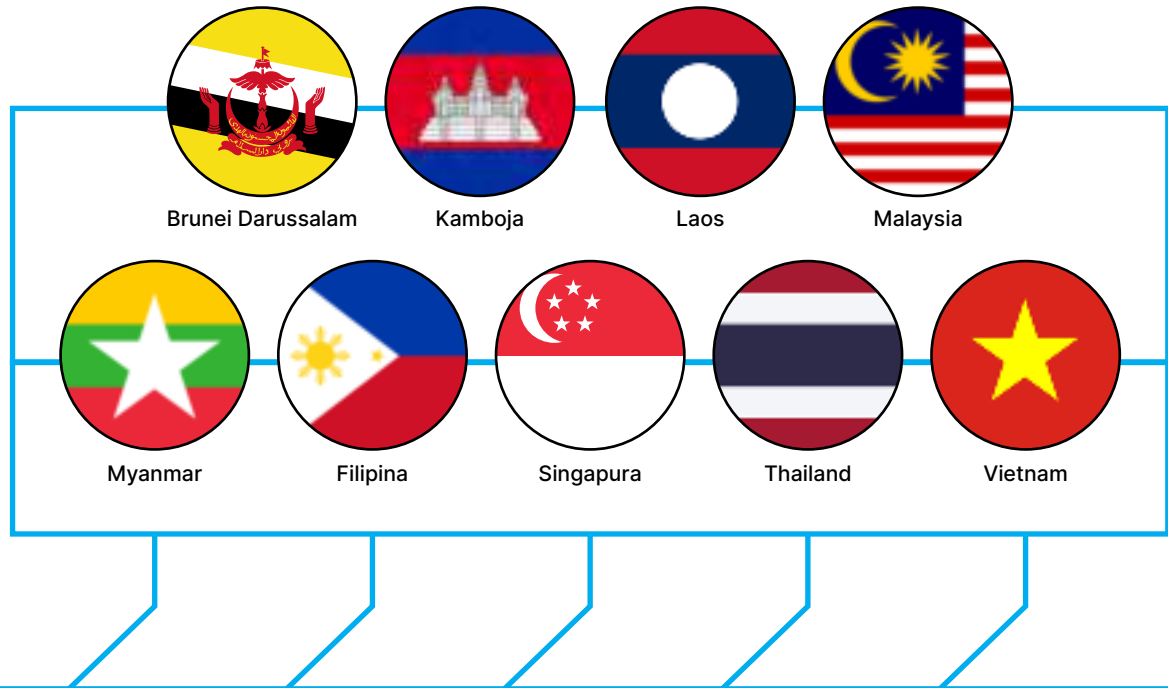 Brunei Darussalam
Kamboja
Laos
Malaysia
Myanmar
Filipina
Singapura
Thailand
Vietnam